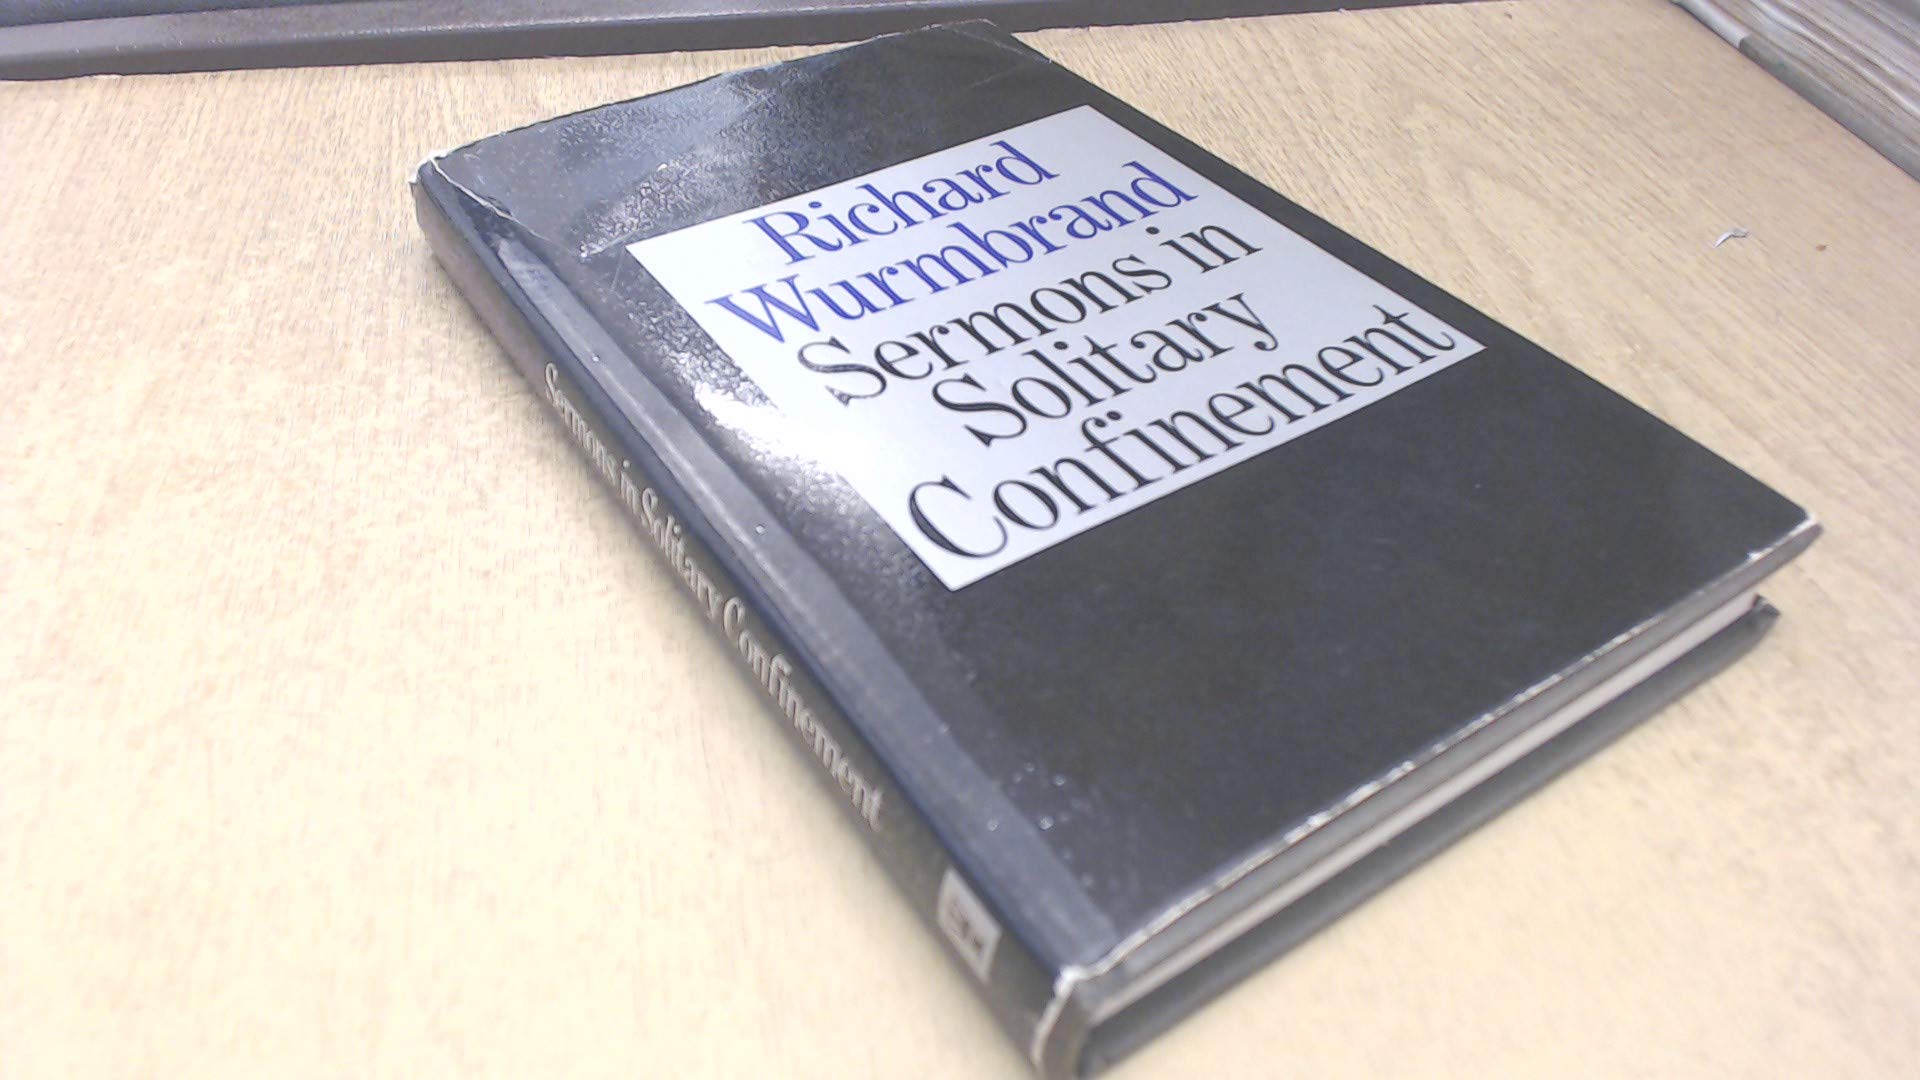 Richard
Wurmbrand
Sermons in
Solitary
Confinement
Sermons in Solitary Confinement